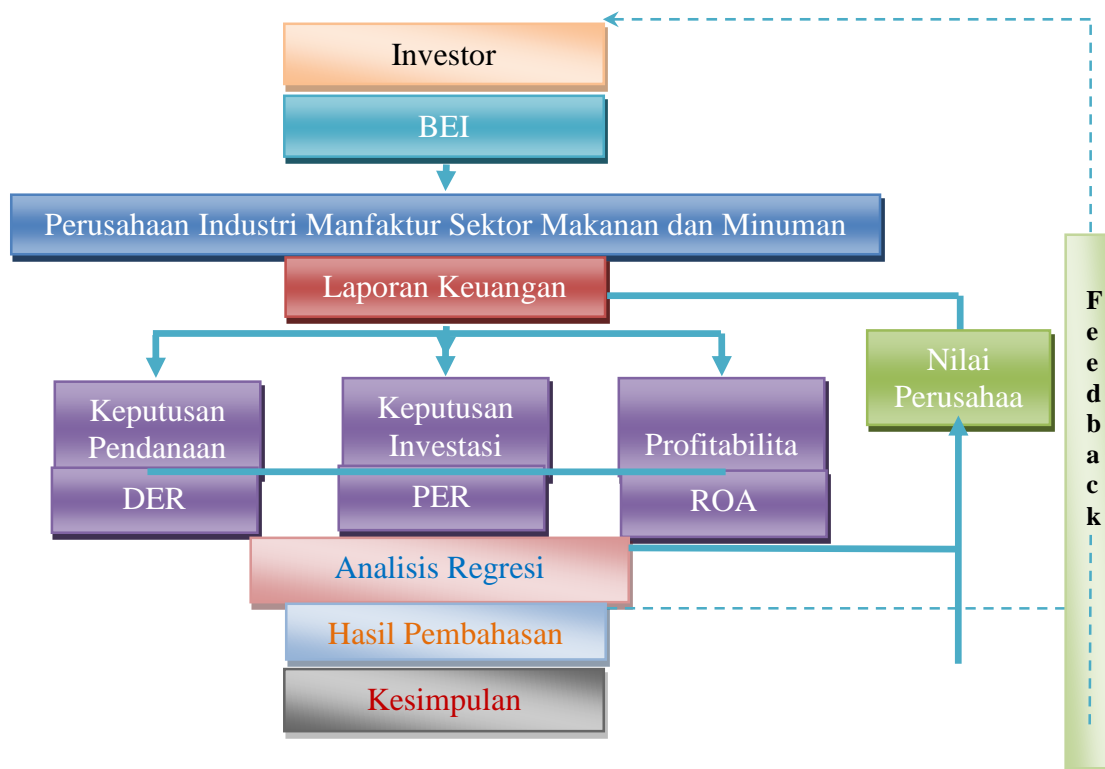 Investor
BEI
Perusahaan Industri Manfaktur Sektor Makanan dan Minuman
Laporan Keuangan
Nilai
Perusahaa
Keputusan
Pendanaan
DER
Keputusan
Investasi
PER
Profitabilita
ROA
Analisis Regresi
Hasil Pembahasan
Kesimpulan
F
e
e
d
b
a
c
k